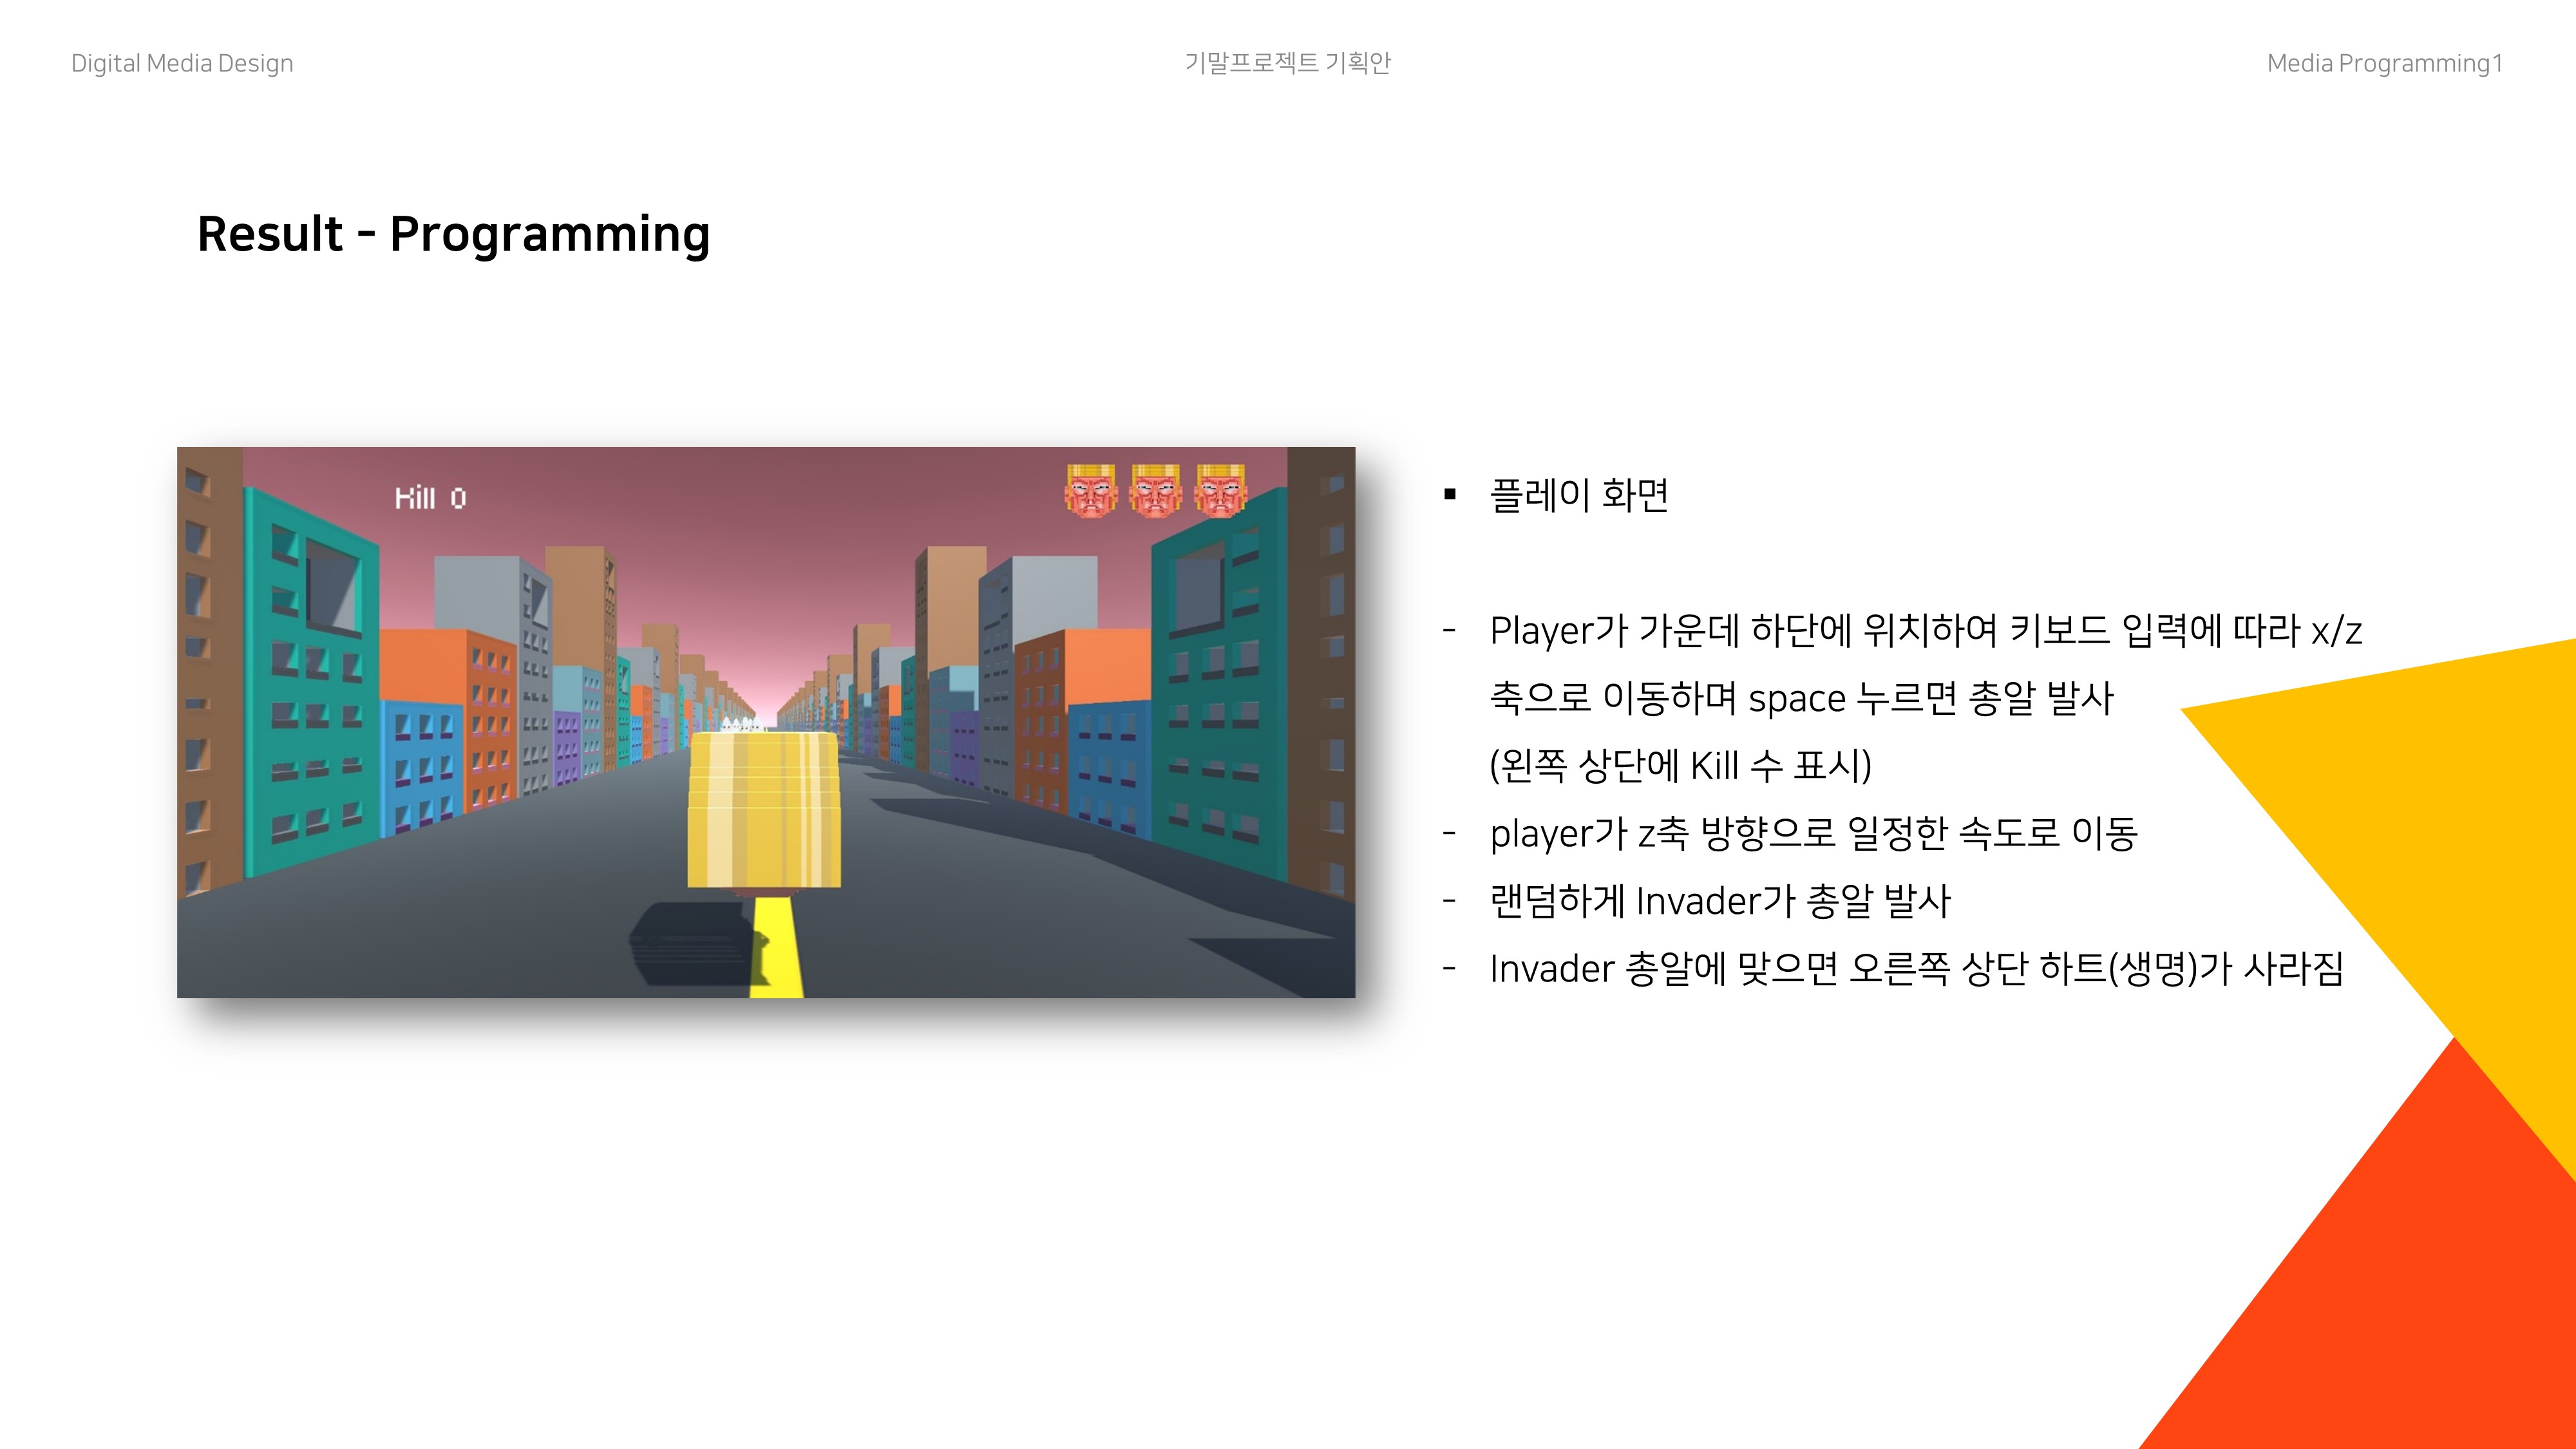 Digital Media Design
기말프로젝트 기획안
Media Programming1
Result - Programming
Kill 0
▪ 플레이 화면
- Player가 가운데 하단에 위치하여 키보드 입력에 따라 x/z
축으로 이동하며 space 누르면 총알 발사
(왼쪽 상단에 Kill 수 표시)
- player가 z축 방향으로 일정한 속도로 이동
- 랜덤하게 Invader가 총알 발사
- Invader 총알에 맞으면 오른쪽 상단 하트(생명)가 사라짐